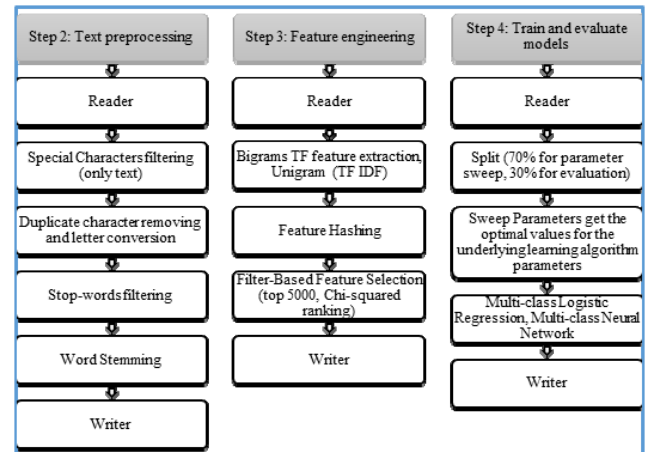 Step 2: Text preprocessing
Reader
Special Characters filtering
(only text)
Duplicate character removing
and letter conversion
Stop-words filtering
Word Stemming
Writer
Step 3: Feature engineering
Reader
Bigrams TF feature extraction,
Unigram (TF IDF)
Feature Hashing
Filter-Based Feature Selection
(top 5000, Chi-squared
ranking)
Writer
Step 4: Train and evaluate
models
Reader
Split (70% for parameter
sweep, 30% for evaluation)
Sweep Parameters get the
optimal values for the
underlying learning algorithm
parameters
Multi-class Logistic
Regression, Multi-class Neural
Network
Writer